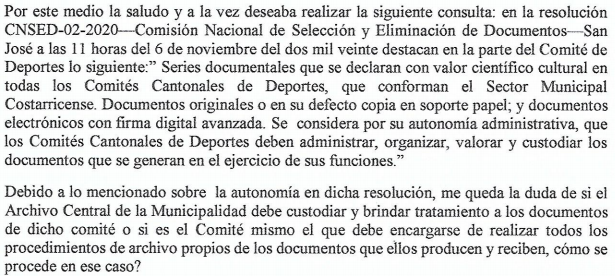 Por este medio la saludo y a la vez deseaba realizar la siguiente consulta: en la resolución
CNSED-02-2020—Comisión Nacional de Selección y Eliminación de Documentos—San
José a las 11 horas del 6 de noviembre del dos mil veinte destacan en la parte del Comité de
Deportes lo siguiente:” Series documentales que se declaran con valor científico cultural en
todas los Comités Cantonales de Deportes, que conforman el Sector Municipal
Costarricense. Documentos originales o en su defecto copia en soporte papel; y documentos
electrónicos con firma digital avanzada. Se considera por su autonomía administrativa, que
los Comités Cantonales de Deportes deben administrar, organizar, valorar y custodiar los
documentos que se generan en el ejercicio de sus funciones.”
Debido a lo mencionado sobre la autonomía en dicha resolución, me queda la duda de si el
Archivo Central de la Municipalidad debe custodiar y brindar tratamiento a los documentos
de dicho comité o si es el Comité mismo el que debe encargarse de realizar todos los
procedimientos de archivo propios de los documentos que ellos producen y reciben, cómo se
procede en ese caso?